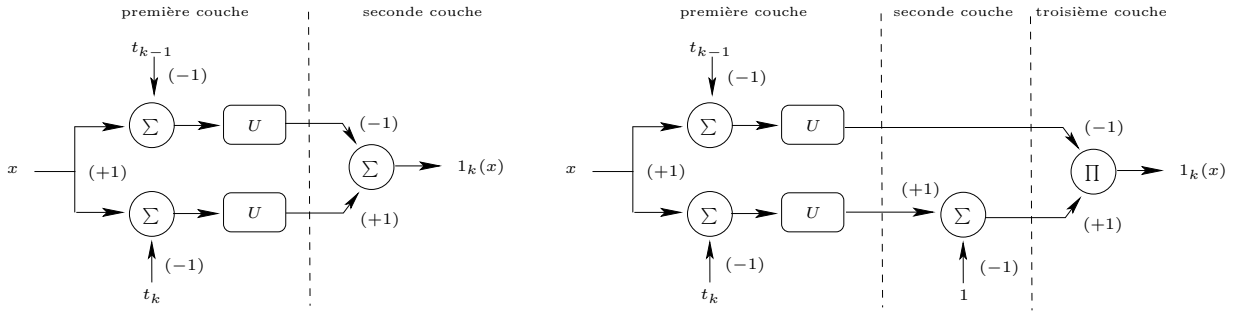 première couche
seconde couche
t_{k-1}
(−1)
∑
U
(−1)
x
(+1)
∑
1_k(x)
∑
U
(+1)
(−1)
t_k
première couche
seconde couche
troisième couche
t_{k-1}
(−1)
∑
U
(−1)
x
(+1)
∏
1_k(x)
∑
U
(+1)
∑
(+1)
(−1)
(−1)
t_k
1